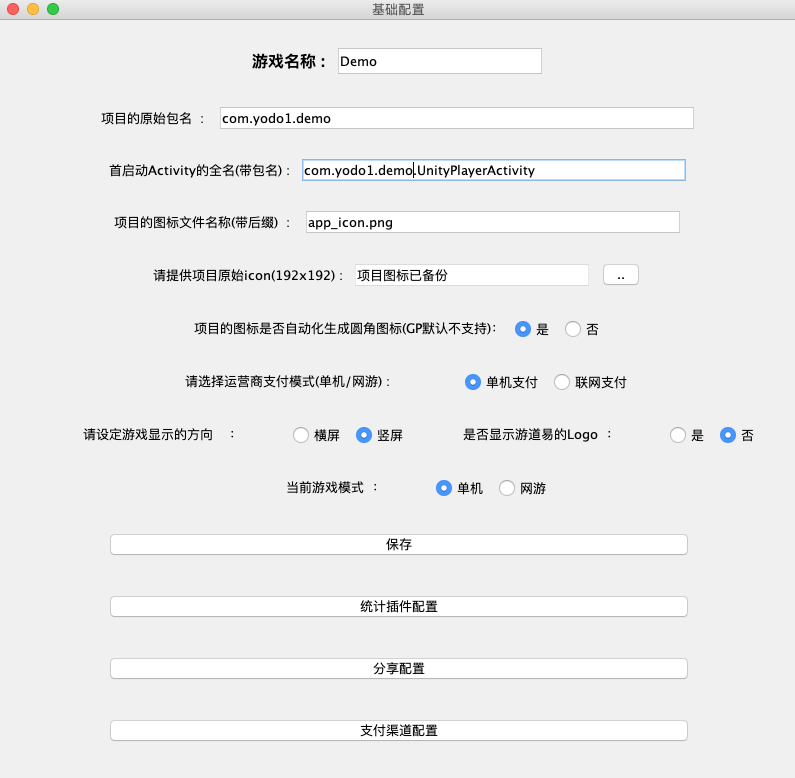 基础配置
游戏名称： Demo
项目的原始包名 ： com.yodo1.demo
首启动Activity的全名(带包名)： com.yodo1.demo.UnityPlayerActivity
项目的图标文件名称(带后缀) ： app_icon.png
请提供项目原始icon(192x192)： 项目图标已备份 ..
项目的图标是否自动化生成圆角图标(GP默认不支持)： 是 否
请选择运营商支付模式(单机/网游)： 单机支付 联网支付
请设定游戏显示的方向 ： 横屏 竖屏 是否显示游道易的Logo ： 是 否
当前游戏模式 ： 单机 网游
保存
统计插件配置
分享配置
支付渠道配置